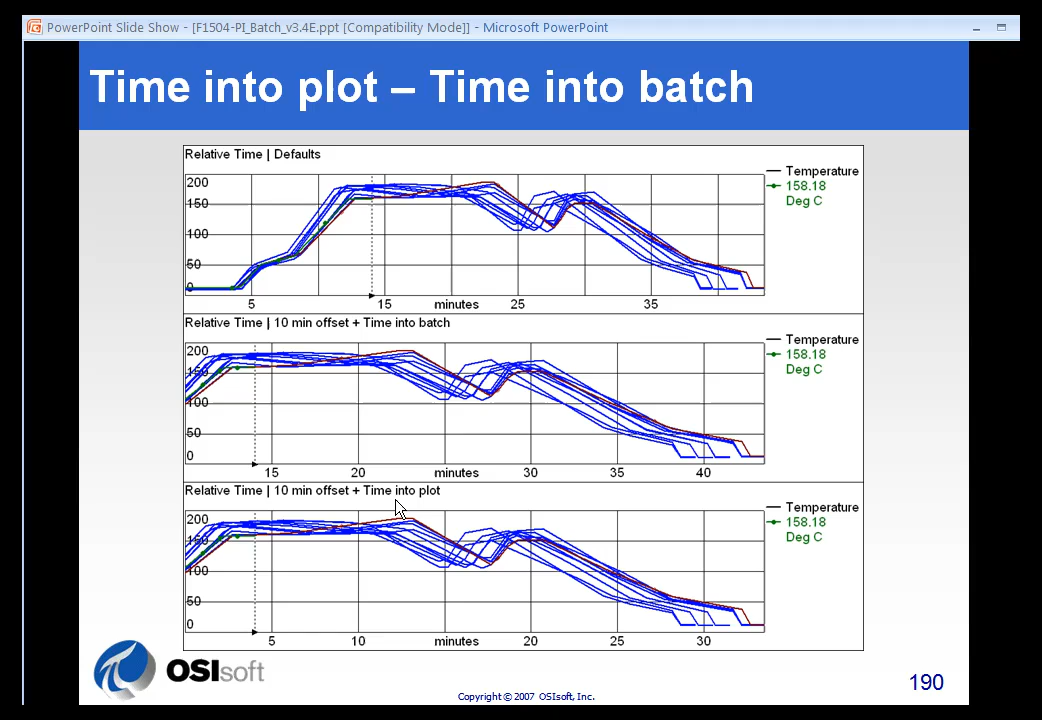 PowerPoint Slide Show - [F1504-PI_Batch_v3.4E.ppt [Compatibility Mode]] - Microsoft PowerPoint
Time into plot – Time into batch
Relative Time | Defaults
200
150
100
50
0
5
15
minutes
25
35
Temperature
158.18
Deg C
Relative Time | 10 min offset + Time into batch
200
150
100
50
0
15
20
minutes
30
35
40
Temperature
158.18
Deg C
Relative Time | 10 min offset + Time into plot
200
150
100
50
0
5
10
minutes
20
25
30
Temperature
158.18
Deg C
OSIsoft
Copyright © 2007 OSIsoft, Inc.
190